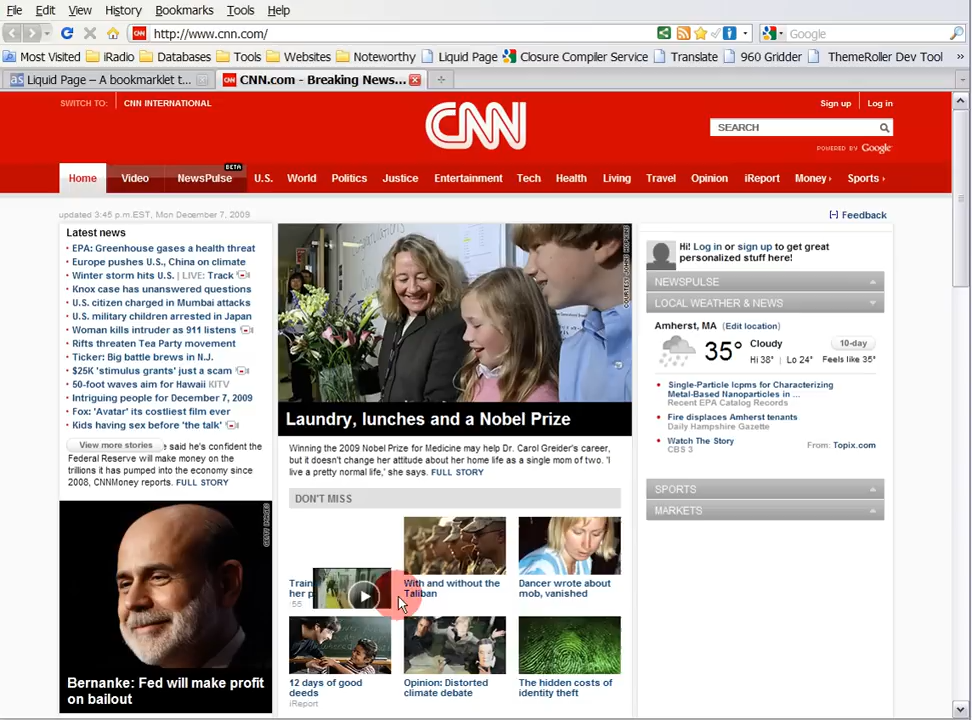 File Edit View History Bookmarks Tools Help
http://www.cnn.com/
Google
Most Visited iRadio Databases Tools Websites Noteworthy Liquid Page Closure Compiler Service Translate 960 Gridder ThemeRoller Dev Tool »
Liquid Page – A bookmarklet t...
CNN.com - Breaking News...
SWITCH TO: CNN INTERNATIONAL
Sign up Log in
CNN
SEARCH
POWERED BY Google
BETA
Home Video NewsPulse U.S. World Politics Justice Entertainment Tech Health Living Travel Opinion iReport Money Sports
updated 3:45 p.m.EST, Mon December 7, 2009
[-] Feedback
Latest news
EPA: Greenhouse gases a health threat
Europe pushes U.S., China on climate
Winter storm hits U.S. | LIVE: Track
Knox case has unanswered questions
U.S. citizen charged in Mumbai attacks
U.S. military children arrested in Japan
Woman kills intruder as 911 listens
Rifts threaten Tea Party movement
Ticker: Big battle brews in N.J.
$25K 'stimulus grants' just a scam
50-foot waves aim for Hawaii KITV
Intriguing people for December 7, 2009
Fox: 'Avatar' its costliest film ever
Kids having sex before 'the talk'
View more stories
e said he's confident the
Federal Reserve will make money on the
trillions it has pumped into the economy since
2008, CNNMoney reports. FULL STORY
GETTY IMAGES
Bernanke: Fed will make profit
on bailout
COURTESY JOHNS HOPKINS
Laundry, lunches and a Nobel Prize
Winning the 2009 Nobel Prize for Medicine may help Dr. Carol Greider's career,
but it doesn't change her attitude about her home life as a single mom of two. 'I
live a pretty normal life,' she says. FULL STORY
DON'T MISS
Train
her p
:55
With and without the
Taliban
Dancer wrote about
mob, vanished
12 days of good
deeds
iReport
Opinion: Distorted
climate debate
The hidden costs of
identity theft
Hi! Log in or sign up to get great
personalized stuff here!
NEWSPULSE
LOCAL WEATHER & NEWS
Amherst, MA (Edit location)
35° Cloudy 10-day
Hi 38° Lo 24° Feels like 35°
Single-Particle Icpms for Characterizing
Metal-Based Nanoparticles in ...
Recent EPA Catalog Records
Fire displaces Amherst tenants
Daily Hampshire Gazette
Watch The Story
CBS 3
From: Topix.com
SPORTS
MARKETS